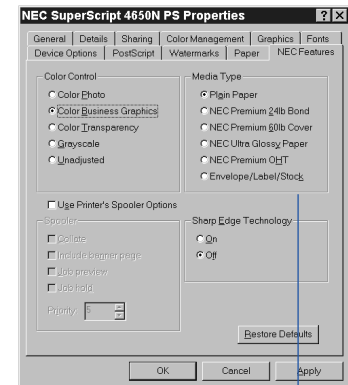 NEC SuperScript 4650N PS Properties
General Details Sharing Color Management Graphics Fonts
Device Options PostScript Watermarks Paper NEC Features
Color Control
Color Photo
Color Business Graphics
Color Transparency
Grayscale
Unadjusted
Media Type
Plain Paper
NEC Premium 24lb Bond
NEC Premium 60lb Cover
NEC Ultra Glossy Paper
NEC Premium OHT
Envelope/Label/Stock
Use Printer's Spooler Options
Spooler
Collate
Include banner page
Job preview
Job hold
Priority: 5
Sharp Edge Technology
On
Off
Restore Defaults
OK Cancel Apply